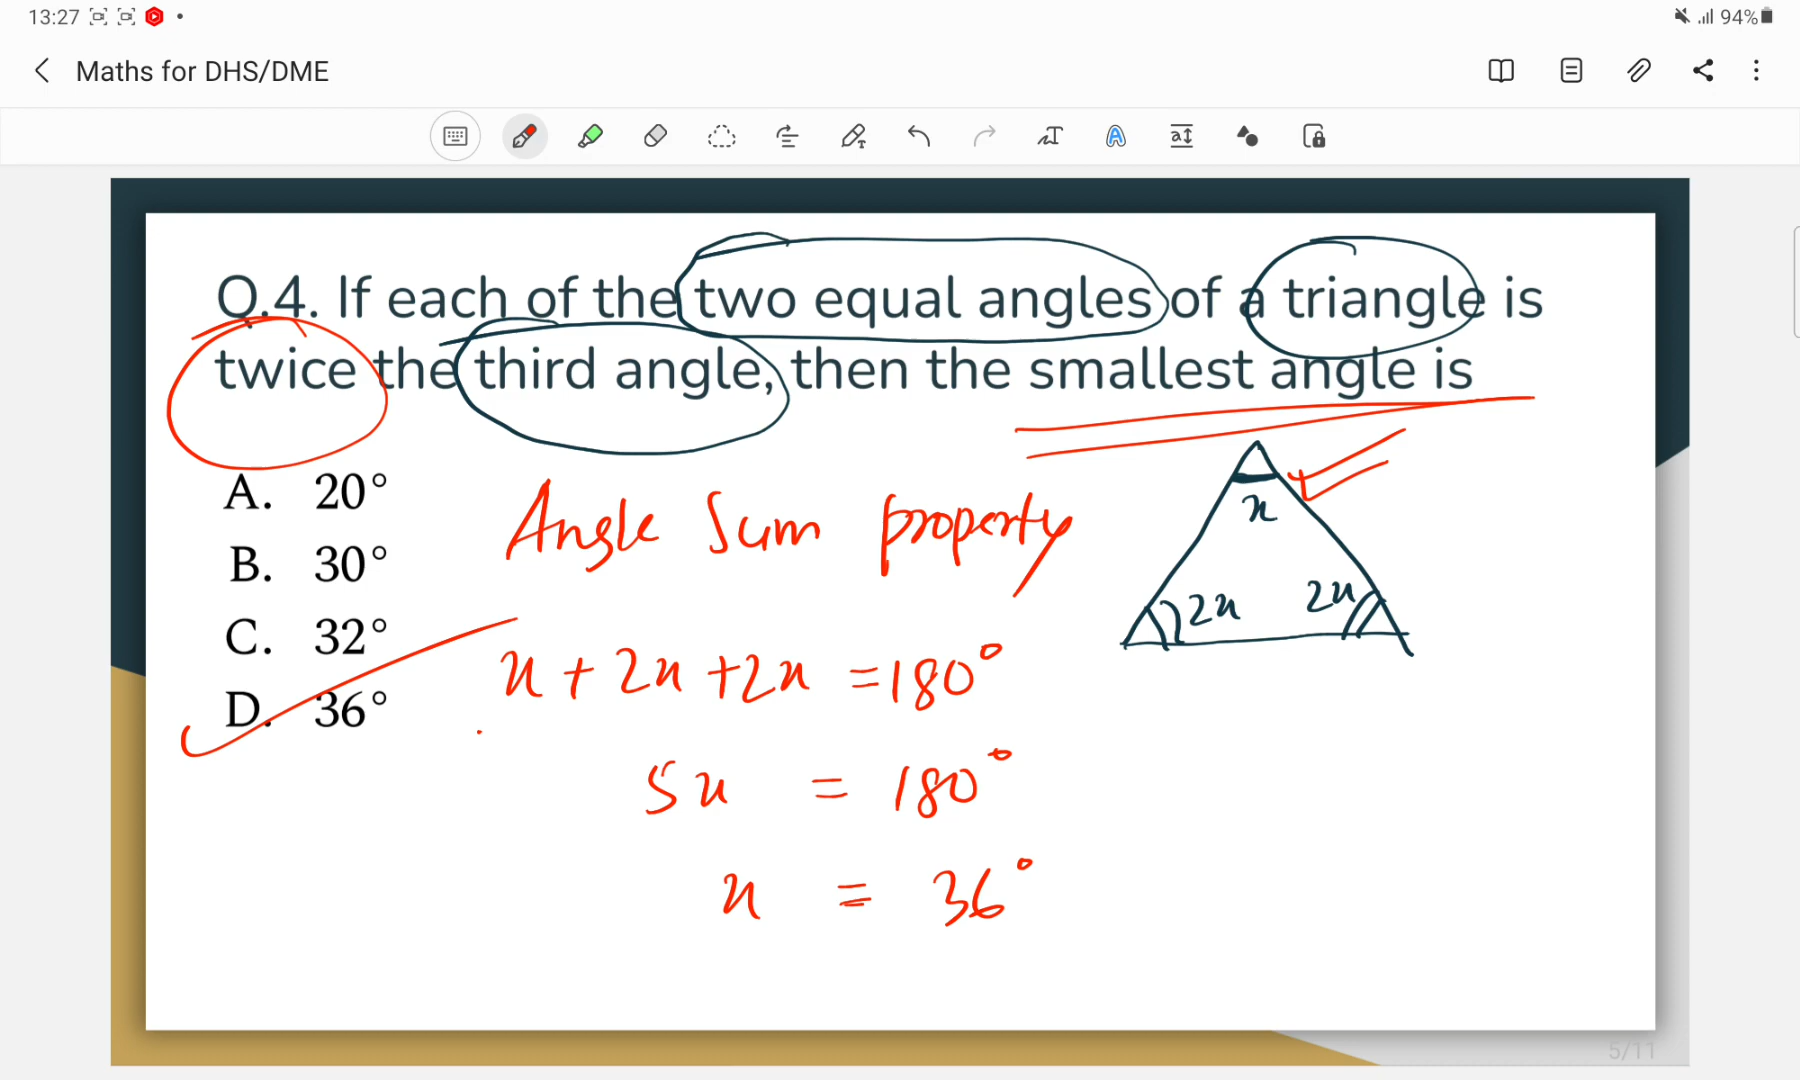 13:27
94%
Maths for DHS/DME
Q.4. If each of the two equal angles of a triangle is
twice the third angle, then the smallest angle is
A. 20°
B. 30°
C. 32°
D. 36°
Angle Sum property
x + 2x + 2x = 180°
5x = 180°
x = 36°
x
2x 2x
5/11